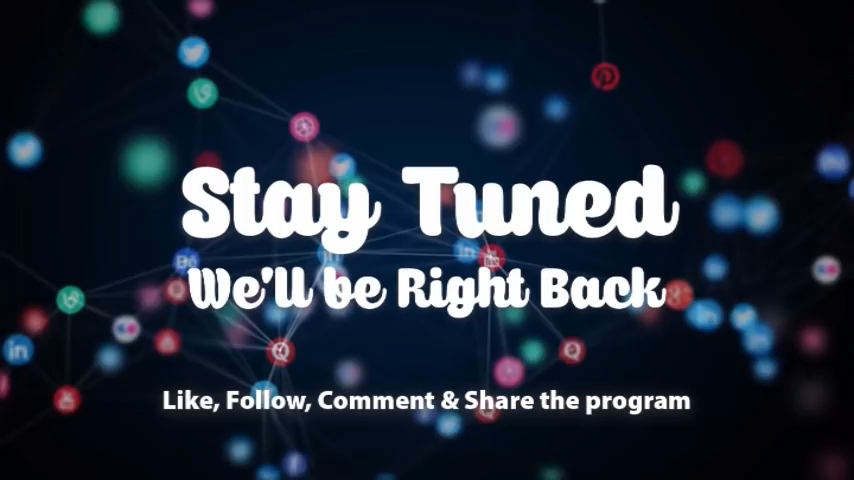 Stay Tuned
We'll be Right Back
Like, Follow, Comment & Share the program